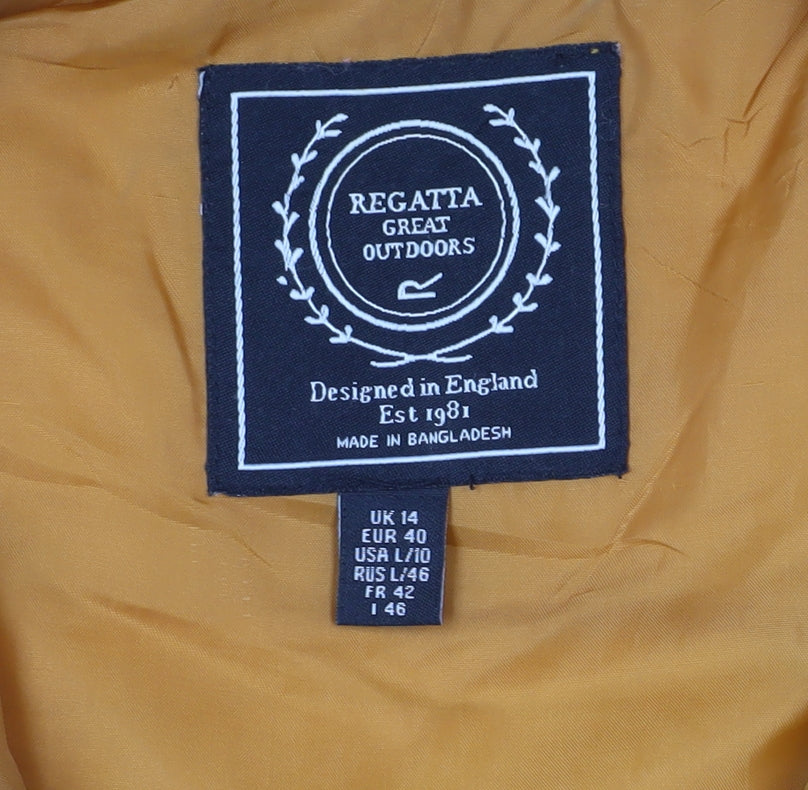 REGATTA
GREAT
OUTDOORS
R
Designed in England
Est 1981
MADE IN BANGLADESH
UK 14
EUR 40
USA L/10
RUS L/46
FR 42
I 46